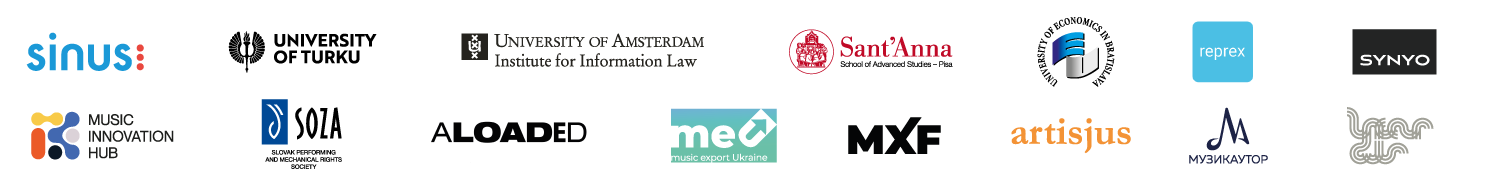 sinus:
UNIVERSITY
OF TURKU
UNIVERSITY OF AMSTERDAM
Institute for Information Law
Sant'Anna
School of Advanced Studies – Pisa
UNIVERSITY OF ECONOMICS IN BRATISLAVA
reprex
SYNYO
MUSIC
INNOVATION
HUB
SOZA
SLOVAK PERFORMING
AND MECHANICAL RIGHTS
SOCIETY
ALOADED
meu
music export Ukraine
MXF
artisjus
МУЗИКАУТОР